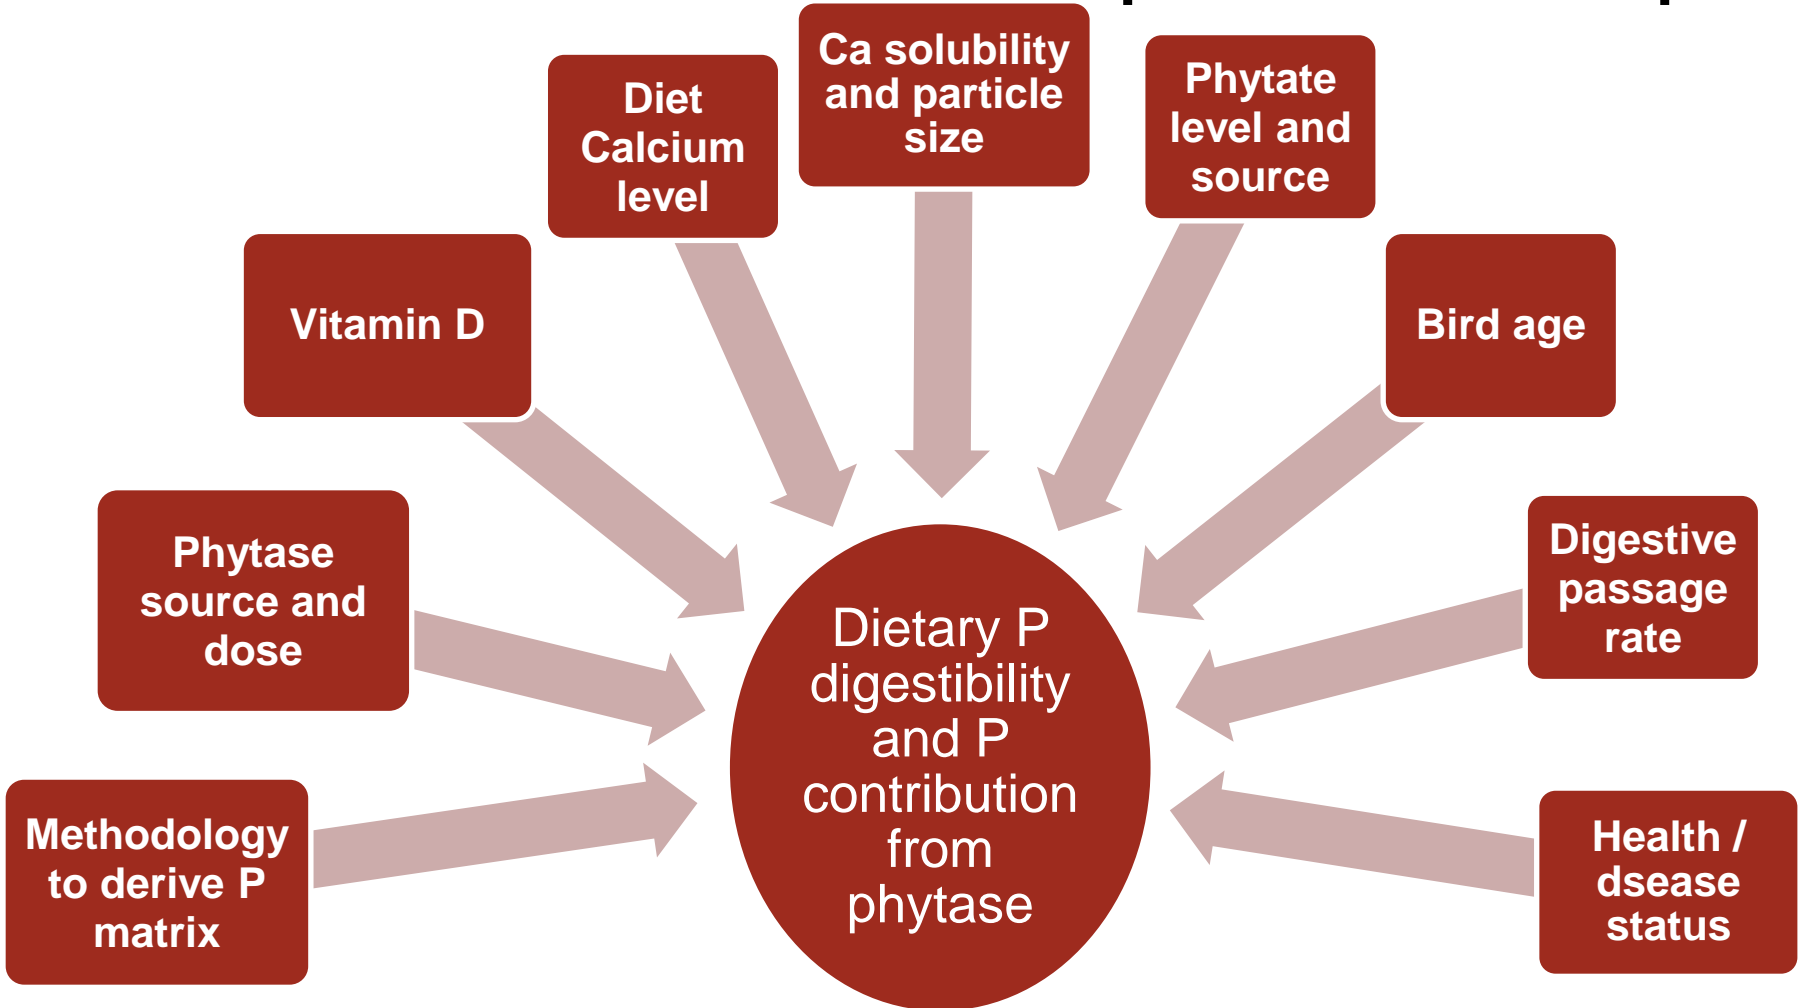 Ca solubility
and particle
size
Phytate
level and
source
Diet
Calcium
level
Vitamin D
Bird age
Phytase
source and
dose
Digestive
passage
rate
Dietary P
digestibility
and P
contribution
from
phytase
Methodology
to derive P
matrix
Health /
dsease
status